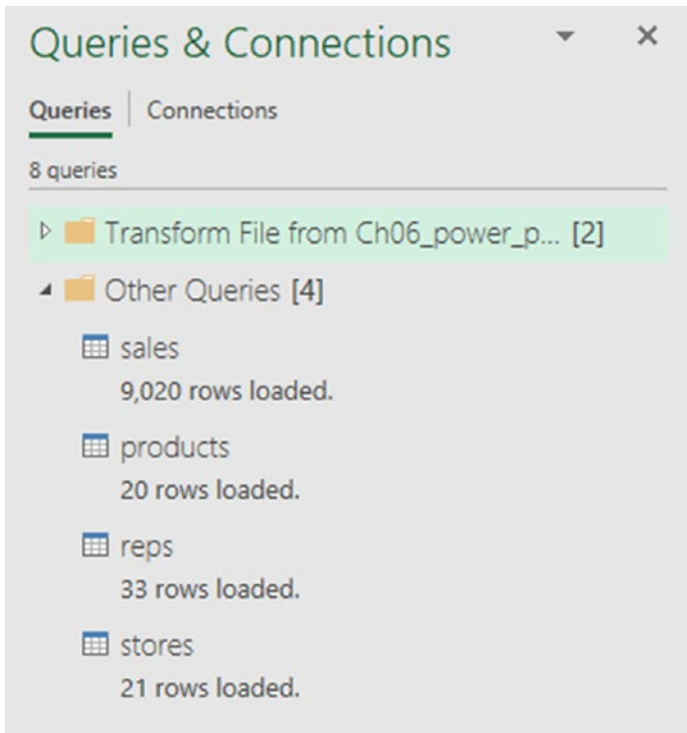 Queries & Connections
Queries | Connections
8 queries
Transform File from Ch06_power_p... [2]
Other Queries [4]
sales
9,020 rows loaded.
products
20 rows loaded.
reps
33 rows loaded.
stores
21 rows loaded.